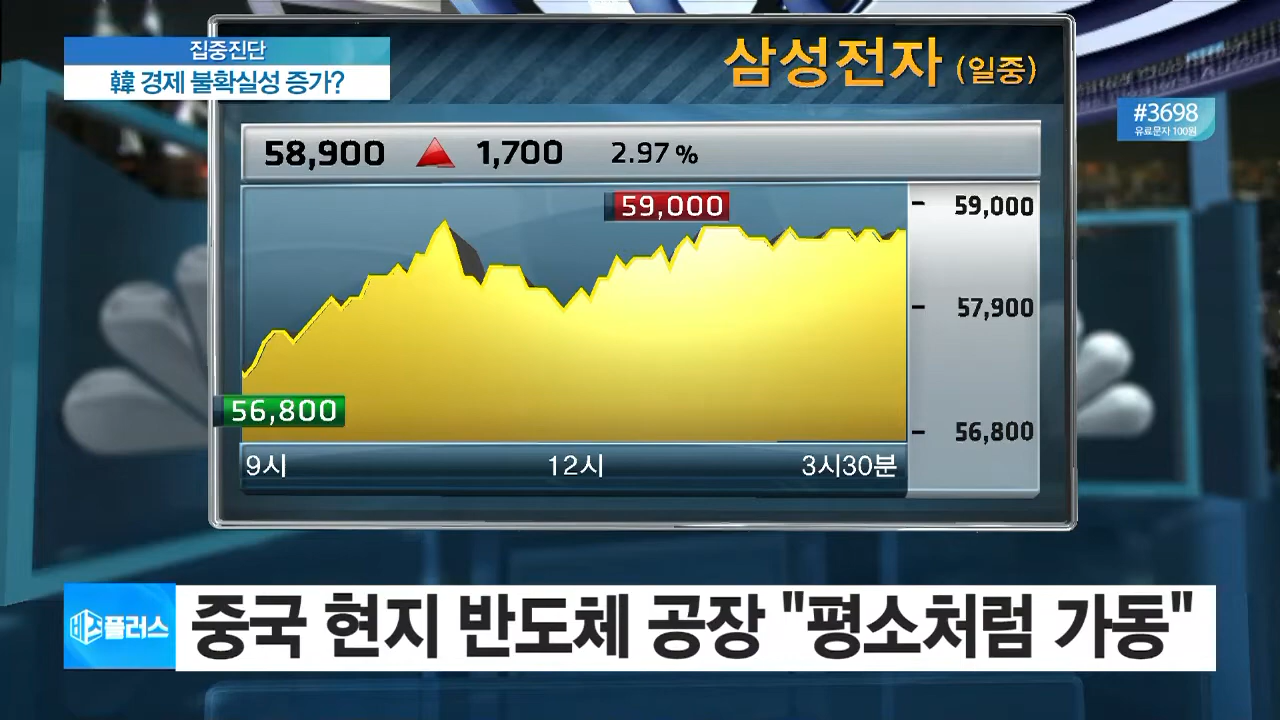 집중진단
韓 경제 불확실성 증가?
삼성전자 (일중)
#3698
유료문자 100원
58,900 ▲ 1,700 2.97 %
59,000
59,000
57,900
56,800
56,800
9시 12시 3시30분
비즈플러스
중국 현지 반도체 공장 "평소처럼 가동"